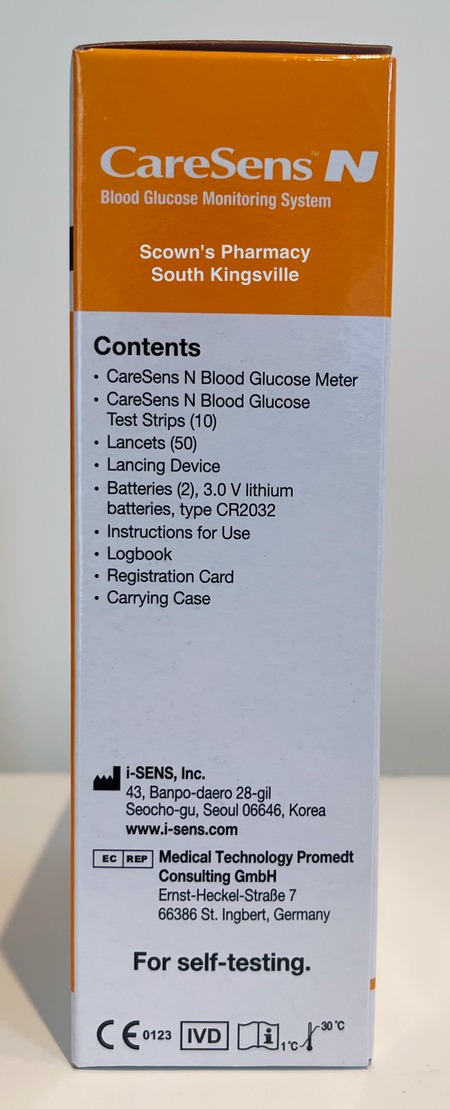 CareSens™ N
Blood Glucose Monitoring System
Scown's Pharmacy
South Kingsville
Contents
• CareSens N Blood Glucose Meter
• CareSens N Blood Glucose
Test Strips (10)
• Lancets (50)
• Lancing Device
• Batteries (2), 3.0 V lithium
batteries, type CR2032
• Instructions for Use
• Logbook
• Registration Card
• Carrying Case
i-SENS, Inc.
43, Banpo-daero 28-gil
Seocho-gu, Seoul 06646, Korea
www.i-sens.com
EC REP Medical Technology Promedt
Consulting GmbH
Ernst-Heckel-Straße 7
66386 St. Ingbert, Germany
For self-testing.
CE 0123 IVD i 1°C 30°C